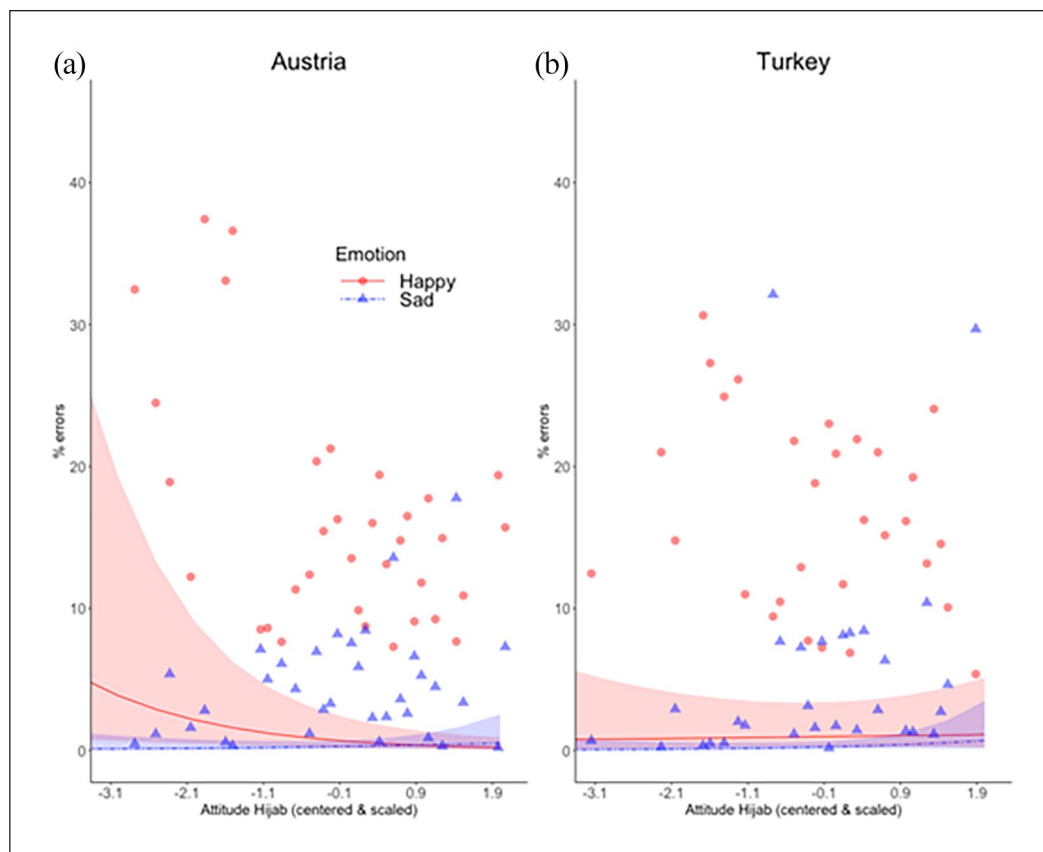 (a) Austria
% errors
40
30
20
10
0
Emotion
Happy
Sad
-3.1 -2.1 -1.1 -0.1 0.9 1.9
Attitude Hijab (centered & scaled)
(b) Turkey
% errors
40
30
20
10
0
-3.1 -2.1 -1.1 -0.1 0.9 1.9
Attitude Hijab (centered & scaled)